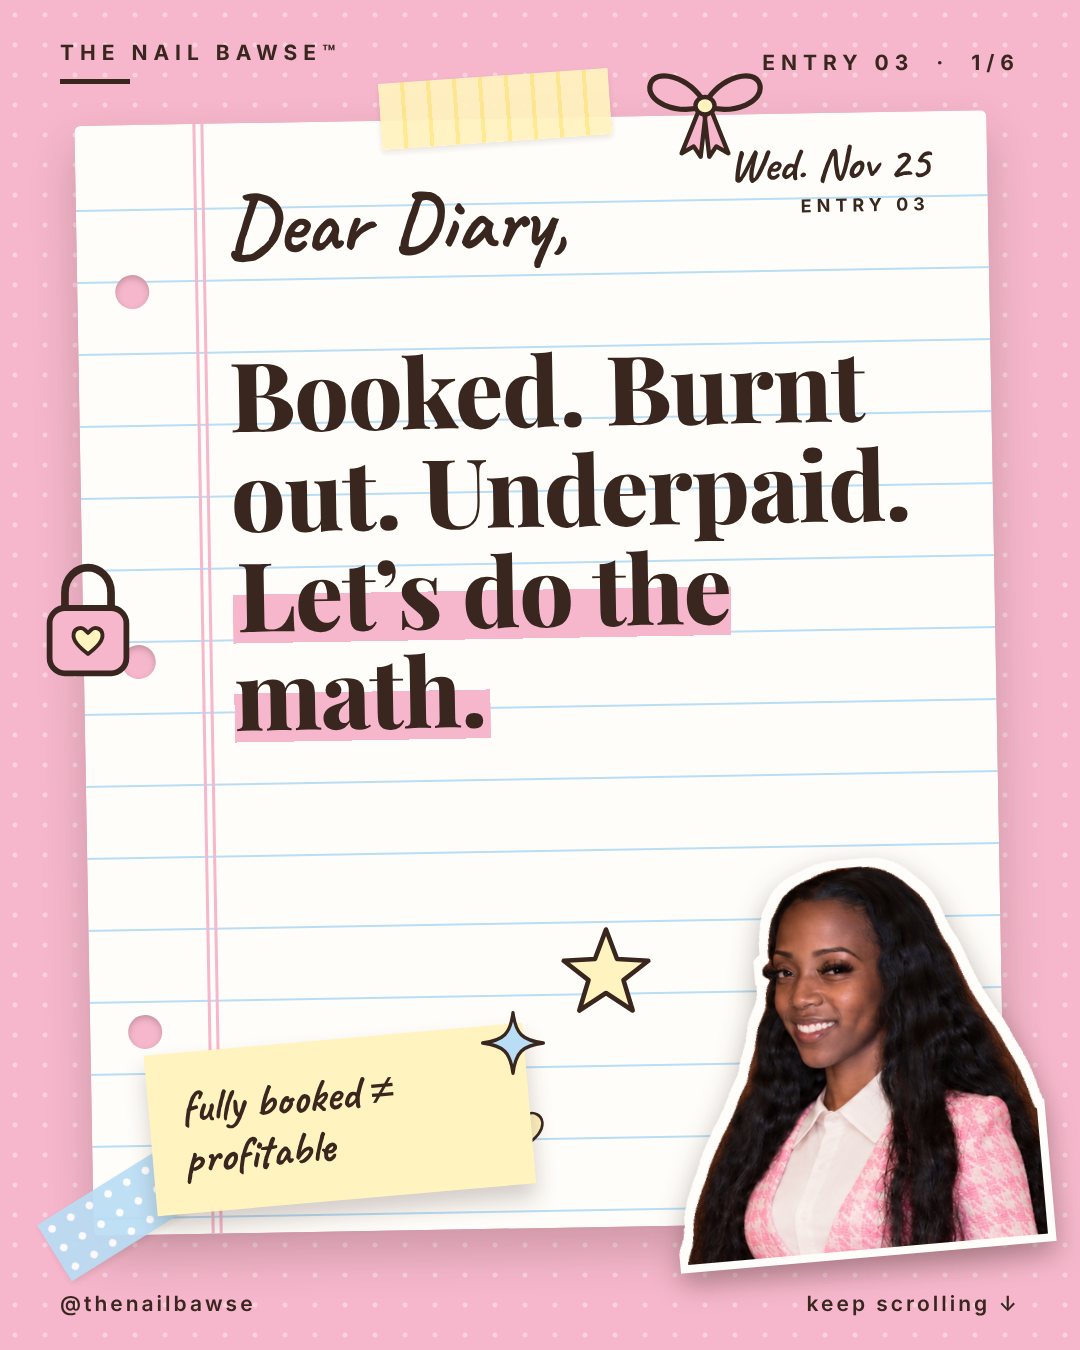 THE NAIL BAWSE™
ENTRY 03 · 1/6
Wed. Nov 25
ENTRY 03
Dear Diary,
Booked. Burnt
out. Underpaid.
Let’s do the
math.
fully booked ≠
profitable
@thenailbawse
keep scrolling ↓